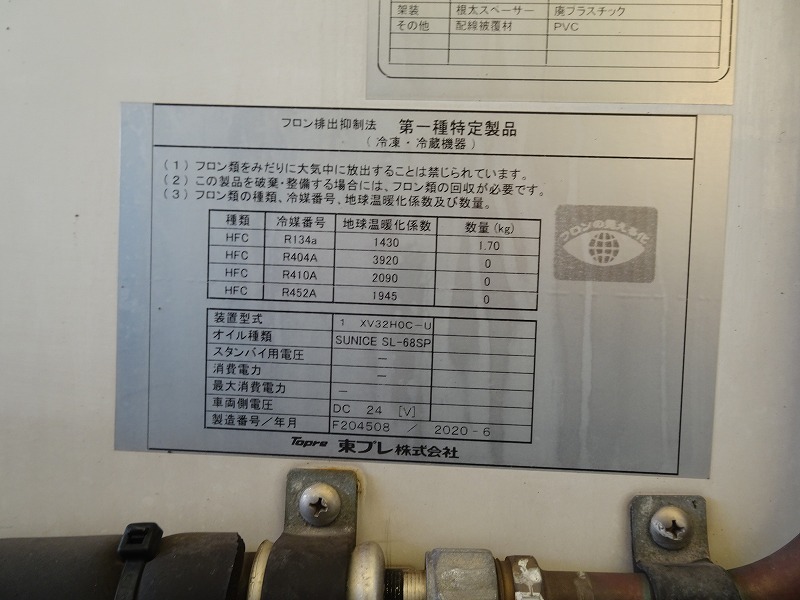 架装 根太スペーサー 廃プラスチック
その他 配線被覆材 PVC
フロン排出抑制法 第一種特定製品
(冷凍・冷蔵機器)
(1) フロン類をみだりに大気中に放出することは禁じられています。
(2) この製品を破棄・整備する場合には、フロン類の回収が必要です。
(3) フロン類の種類、冷媒番号、地球温暖化係数及び数量。
種類 冷媒番号 地球温暖化係数 数量(kg)
HFC R134a 1430 1.70
HFC R404A 3920 0
HFC R410A 2090 0
HFC R452A 1945 0
フロンの見える化
装置型式 1 XV32H0C-U
オイル種類 SUNICE SL-68SP
スタンバイ用電圧 —
消費電力 —
最大消費電力 —
車両側電圧 DC 24 [V]
製造番号/年月 F204508 / 2020-6
Topre 東プレ株式会社